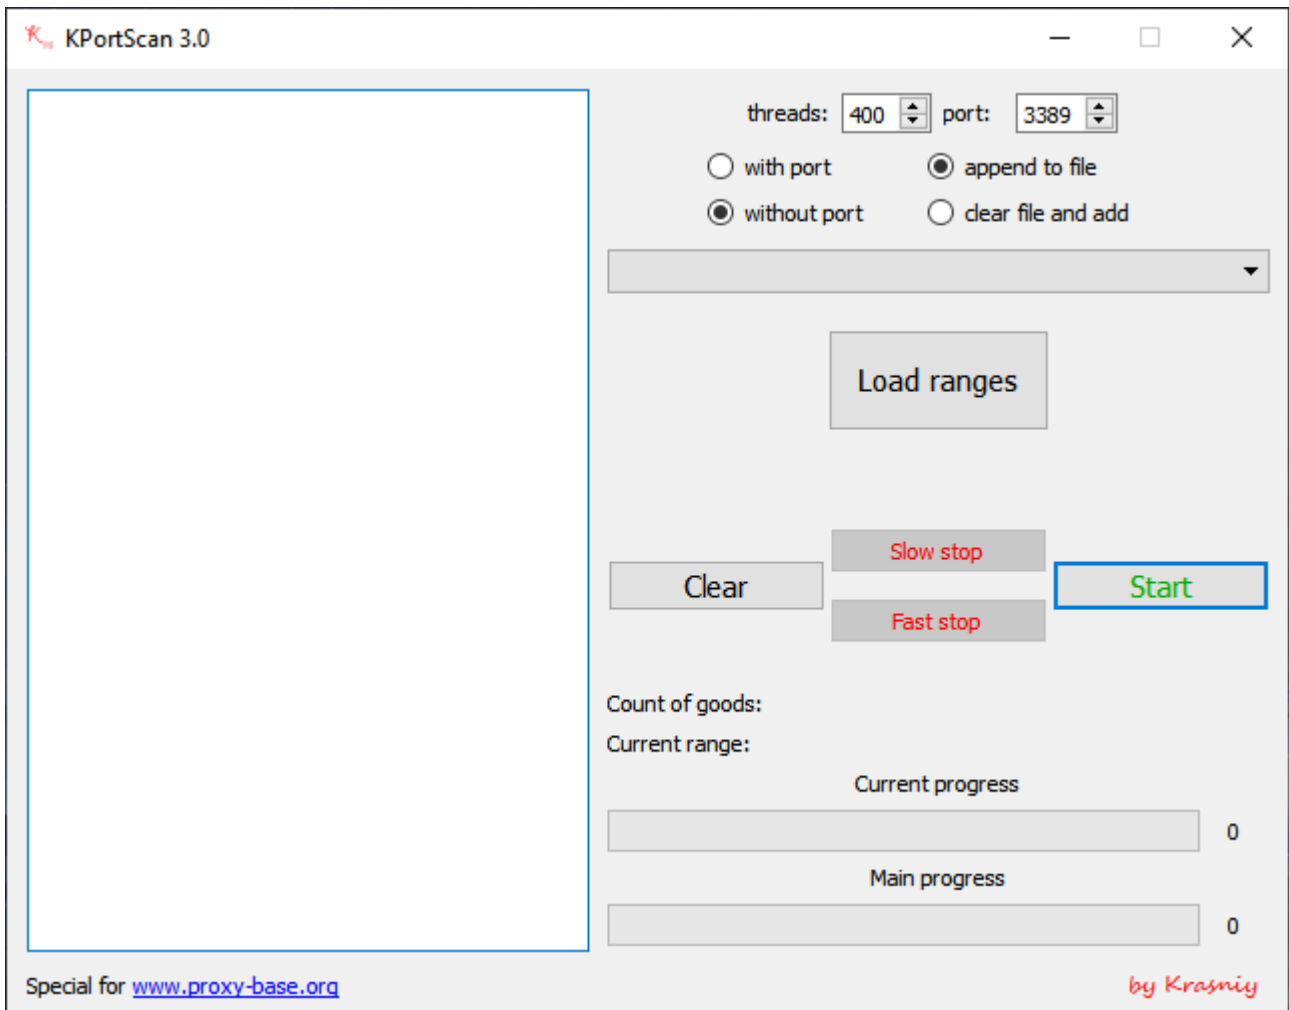 KPortScan 3.0
threads: 400 port: 3389
with port append to file
without port clear file and add
Load ranges
Slow stop
Clear Start
Fast stop
Count of goods:
Current range:
Current progress
0
Main progress
0
Special for www.proxy-base.org by Krasniy